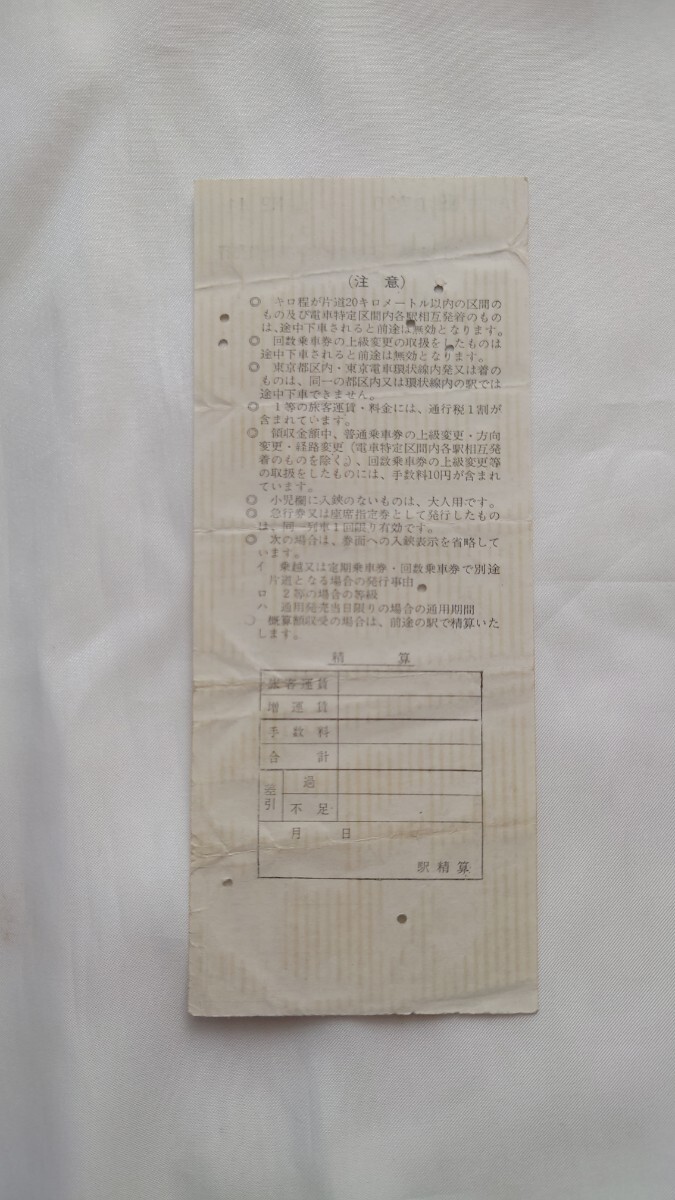 (注意)
◎ キロ程が片道20キロメートル以内の区間の
もの及び電車特定区間内各駅相互発着のもの
は、途中下車されると前途は無効となります。
◎ 回数乗車券の上級変更の取扱をしたものは
途中下車されると前途は無効となります。
◎ 東京都区内・東京電車環状線内発又は着の
ものは、同一の都区内又は環状線内の駅では
途中下車できません。
◎ 1等の旅客運賃・料金には、通行税1割が
含まれています。
◎ 領収金額中、普通乗車券の上級変更・方向
変更・経路変更(電車特定区間内各駅相互発
着のものを除く。)、回数乗車券の上級変更等
の取扱をしたものには、手数料10円が含まれ
ています。
◎ 小児欄に入鋏のないものは、大人用です。
◎ 急行券又は座席指定券として発行したもの
は、同一列車1回限り有効です。
◎ 次の場合は、券面への入鋏表示を省略して
います。
イ 乗越又は定期乗車券・回数乗車券で別途
片道となる場合の発行事由
ロ 2等の場合の等級
ハ 通用発売当日限りの場合の通用期間
◎ 概算額収受の場合は、前途の駅で精算いた
します。
精算
旅客運賃
増運賃
手数料
合計
差引 過
不足
月 日
駅精算